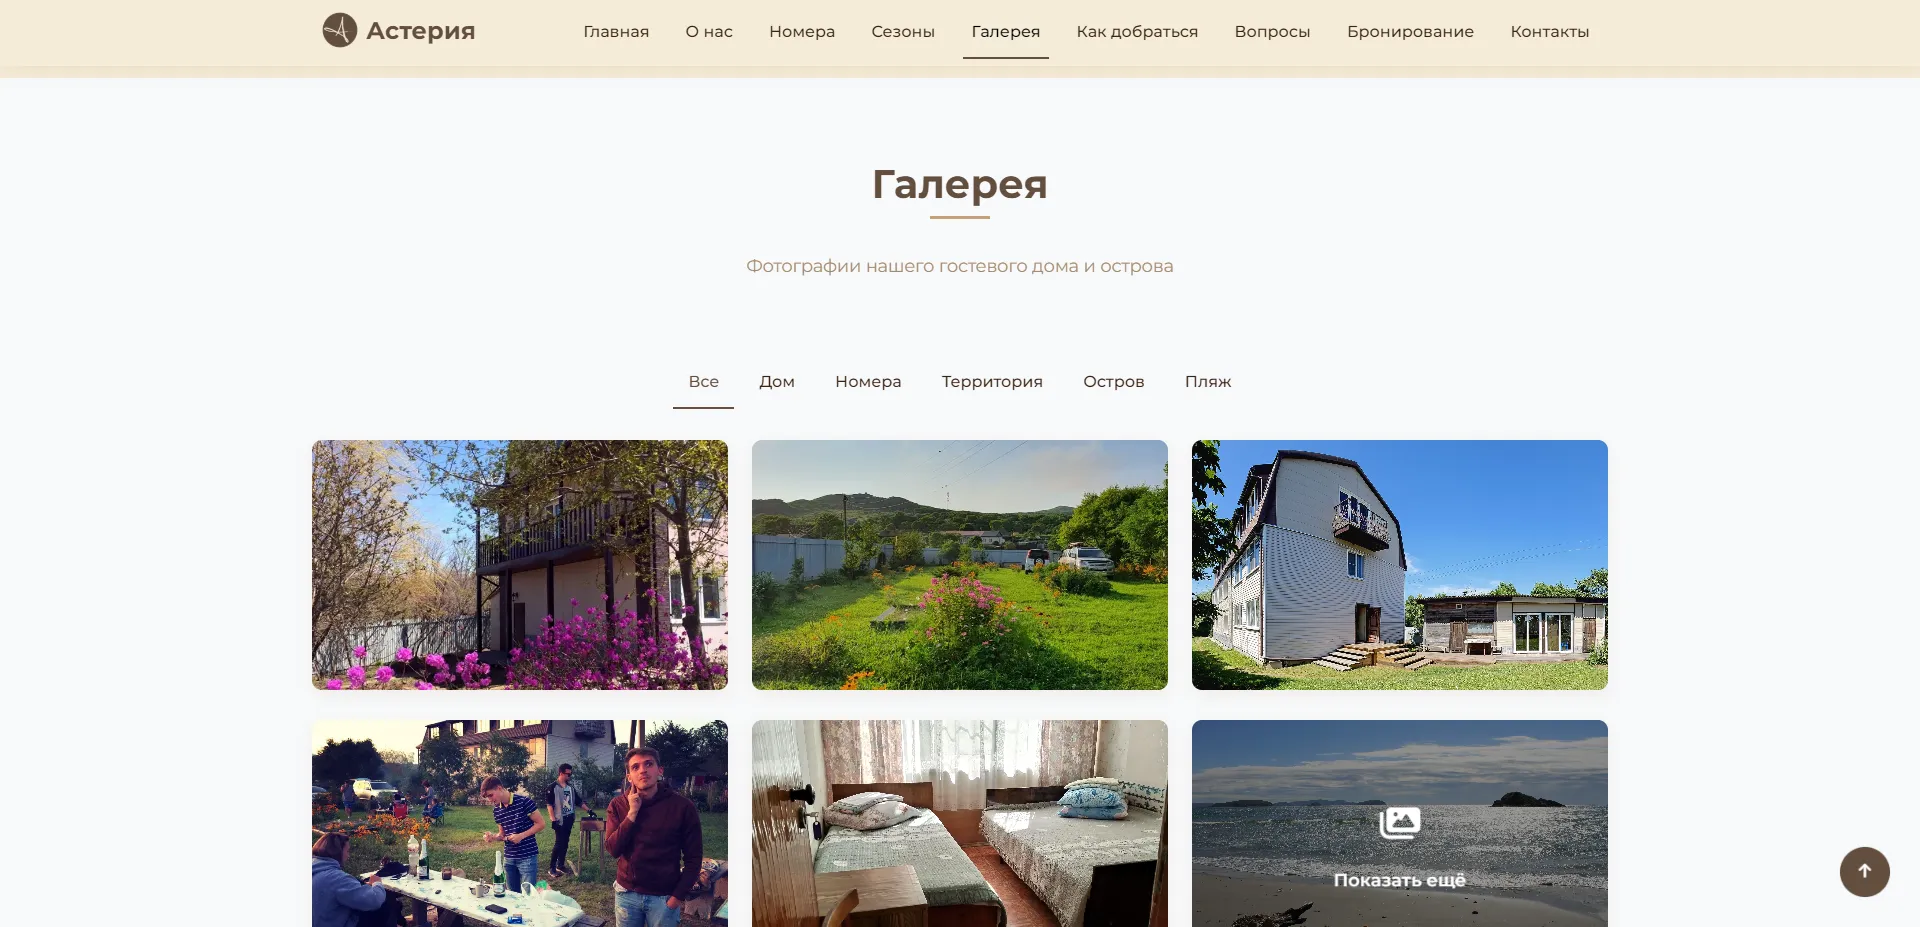 Астерия
Главная
О нас
Номера
Сезоны
Галерея
Как добраться
Вопросы
Бронирование
Контакты
Галерея
Фотографии нашего гостевого дома и острова
Все
Дом
Номера
Территория
Остров
Пляж
Показать ещё